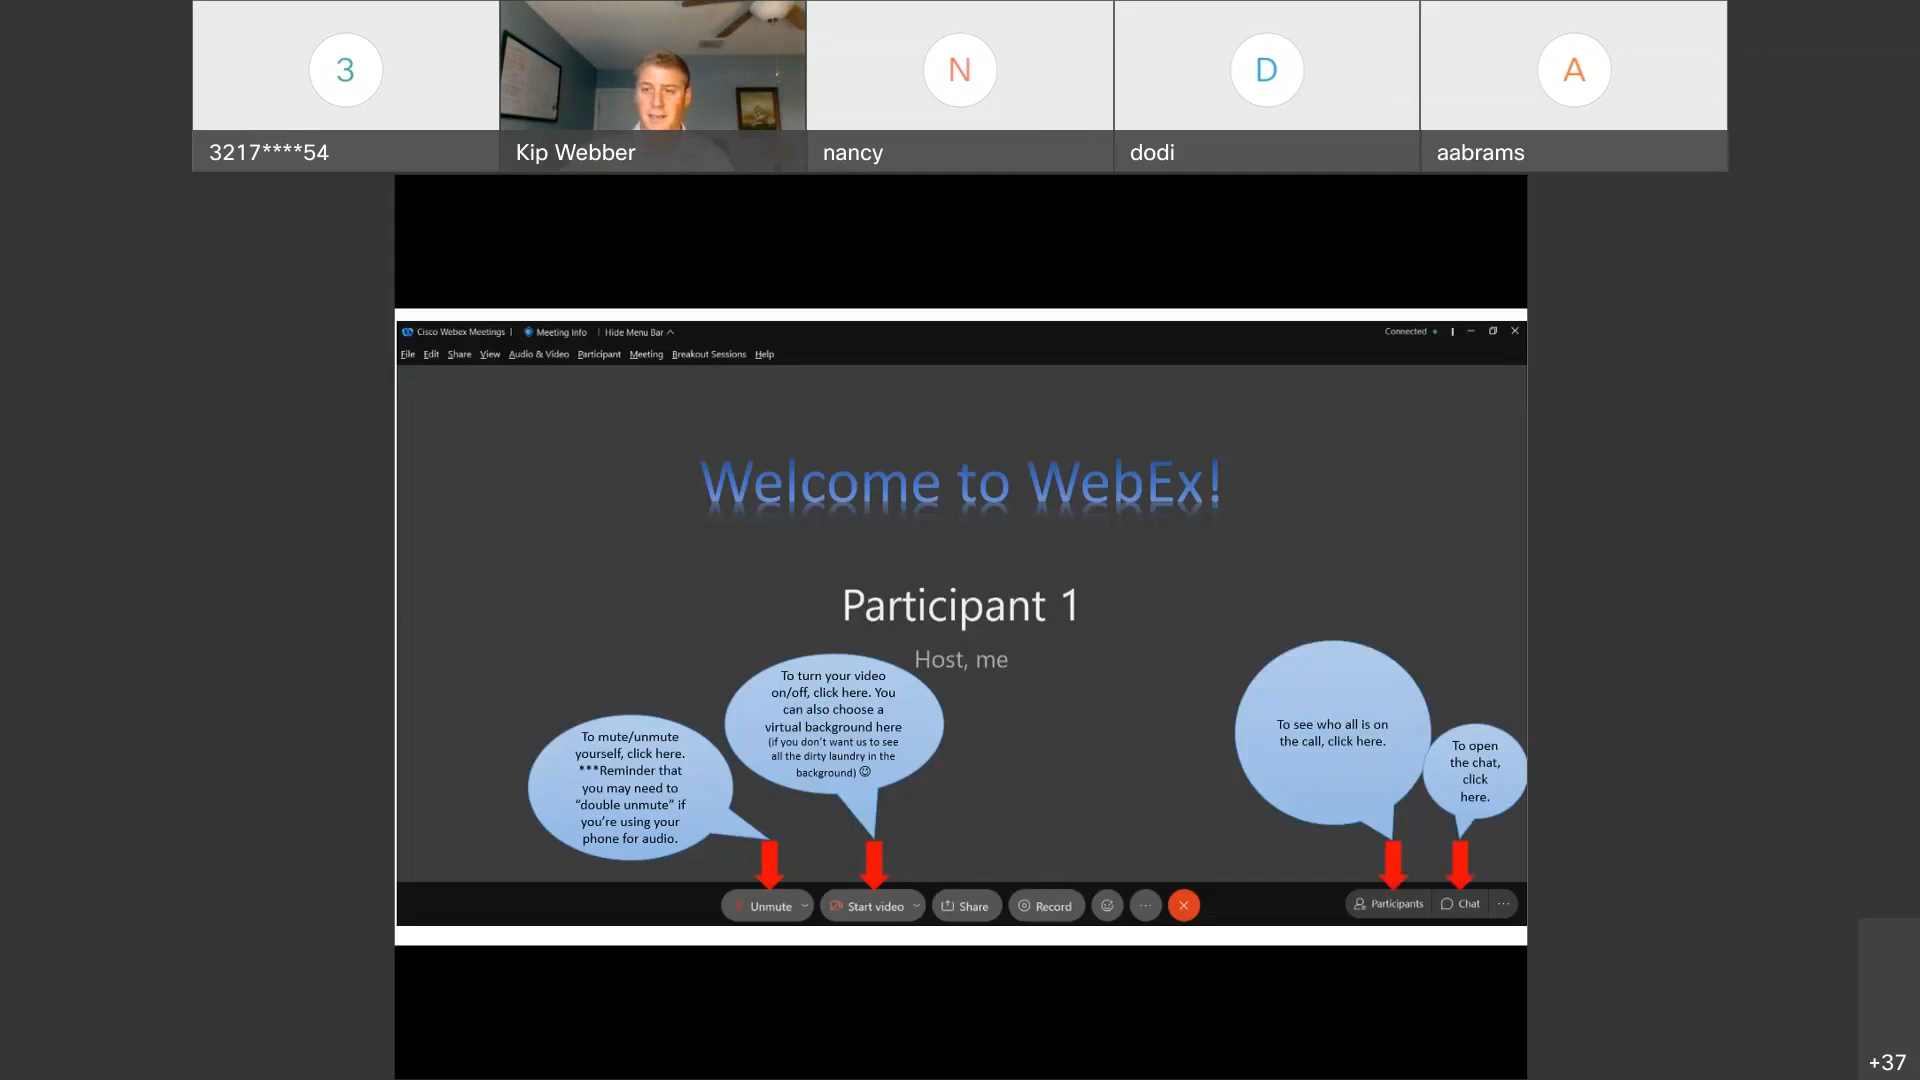 3
N
D
A
3217****54
Kip Webber
nancy
dodi
aabrams
Cisco Webex Meetings | Meeting Info | Hide Menu Bar
Connected
File Edit Share View Audio & Video Participant Meeting Breakout Sessions Help
Welcome to WebEx!
Participant 1
Host, me
To mute/unmute
yourself, click here.
***Reminder that
you may need to
“double unmute” if
you’re using your
phone for audio.
To turn your video
on/off, click here. You
can also choose a
virtual background here
(if you don’t want us to see
all the dirty laundry in the
background) ☺
To see who all is on
the call, click here.
To open
the chat,
click
here.
Unmute
Start video
Share
Record
Participants
Chat
+37